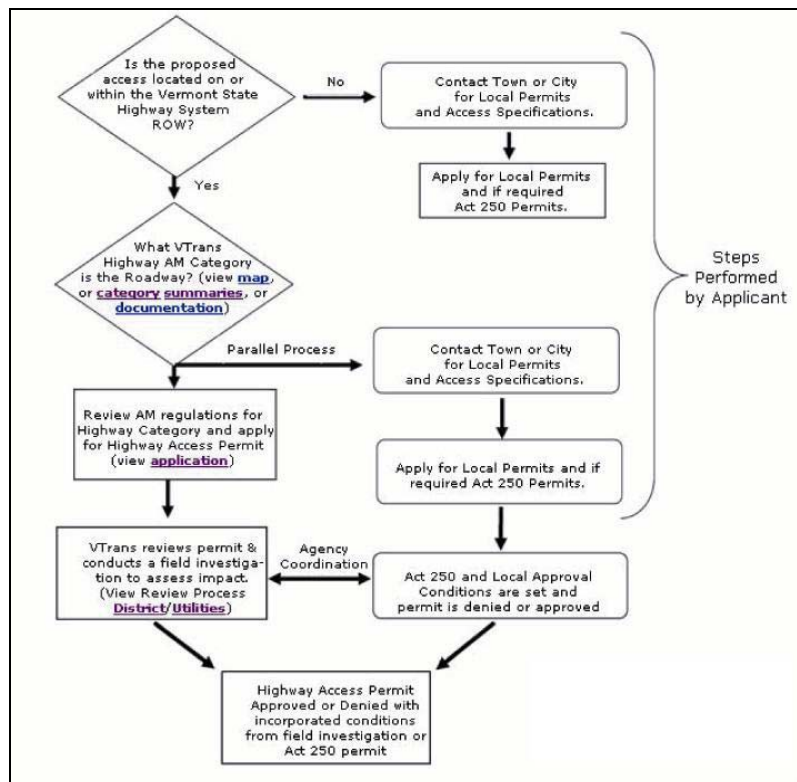 Is the proposed
access located on or
within the Vermont State
Highway System
ROW?
No
Contact Town or City
for Local Permits
and Access Specifications.
Apply for Local Permits
and if required
Act 250 Permits.
Yes
What VTrans
Highway AM Category
is the Roadway? (view map,
or category summaries, or
documentation)
Steps
Performed
by Applicant
Parallel Process
Contact Town or City
for Local Permits
and Access Specifications.
Review AM regulations for
Highway Category and apply
for Highway Access Permit
(view application)
Apply for Local Permits and if
required Act 250 Permits.
VTrans reviews permit &
conducts a field investiga-
tion to assess impact.
(View Review Process
District/Utilities)
Agency
Coordination
Act 250 and Local Approval
Conditions are set and
permit is denied or approved
Highway Access Permit
Approved or Denied with
incorporated conditions
from field investigation or
Act 250 permit